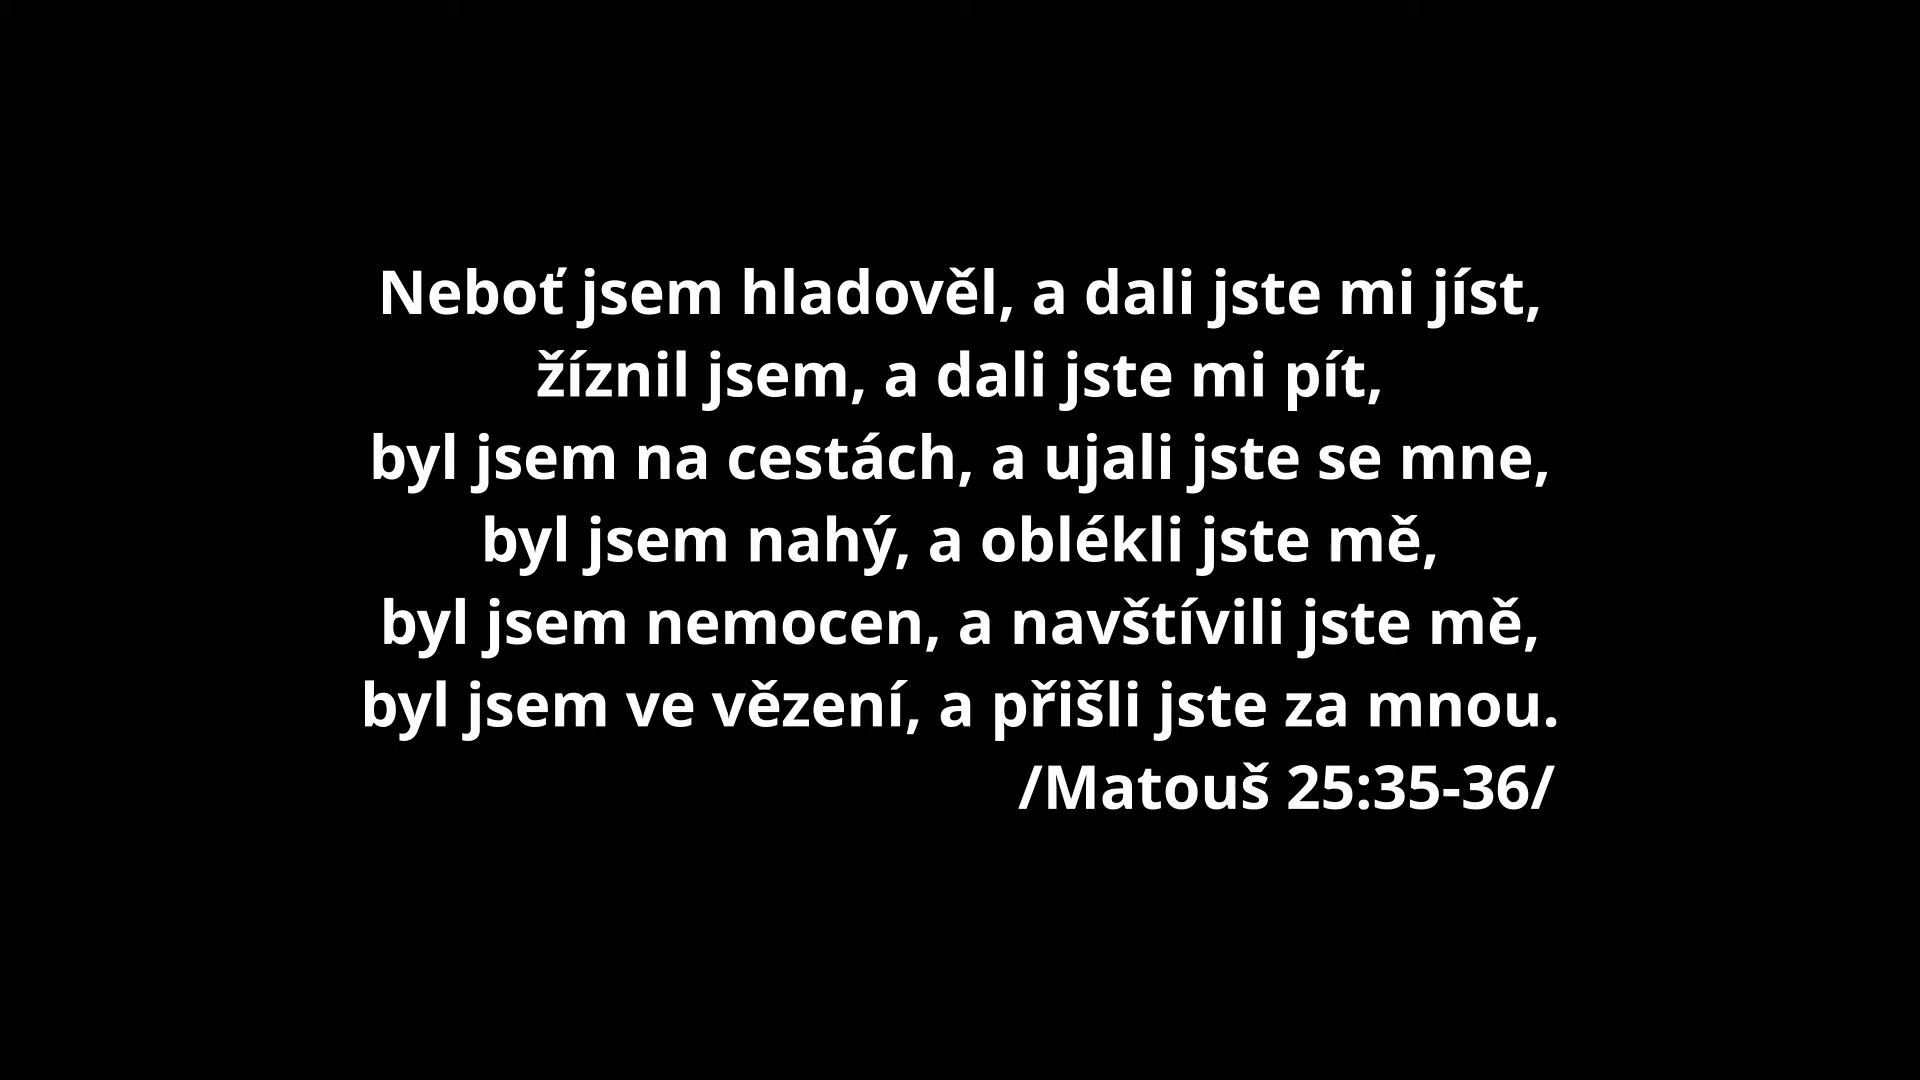 Neboť jsem hladověl, a dali jste mi jíst,
žíznil jsem, a dali jste mi pít,
byl jsem na cestách, a ujali jste se mne,
byl jsem nahý, a oblékli jste mě,
byl jsem nemocen, a navštívili jste mě,
byl jsem ve vězení, a přišli jste za mnou.
/Matouš 25:35-36/